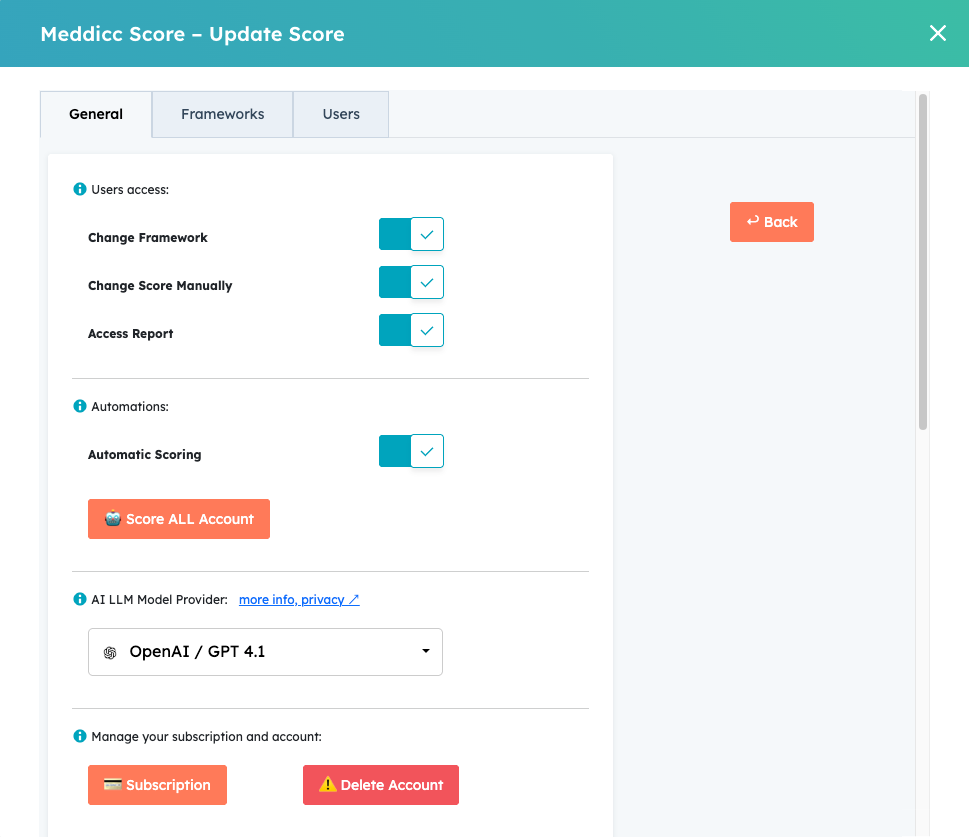 Meddicc Score – Update Score
General Frameworks Users
Users access:
↩ Back
Change Framework
Change Score Manually
Access Report
Automations:
Automatic Scoring
Score ALL Account
AI LLM Model Provider: more info, privacy ↗
OpenAI / GPT 4.1
Manage your subscription and account:
Subscription ⚠️ Delete Account